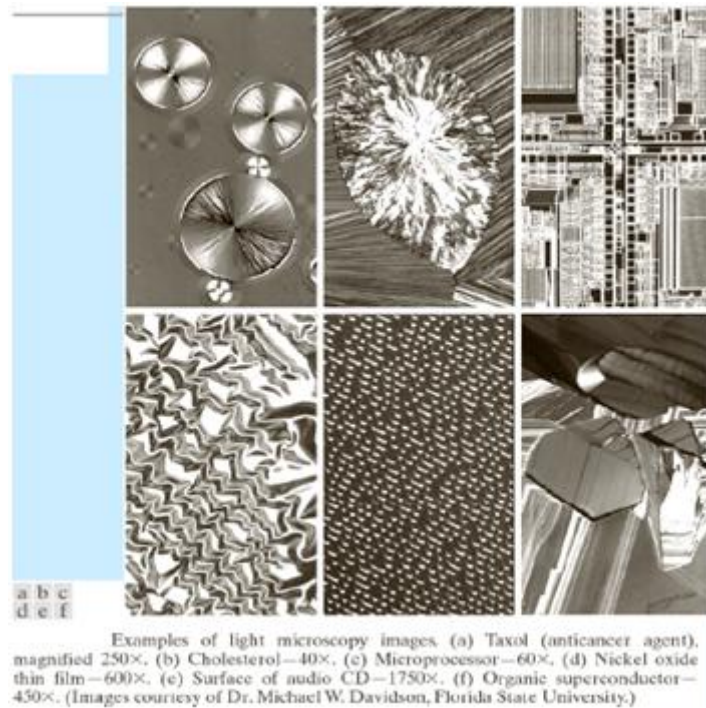 a b c
d e f
Examples of light microscopy images. (a) Taxol (anticancer agent),
magnified 250×. (b) Cholesterol—40×. (c) Microprocessor—60×. (d) Nickel oxide
thin film—600×. (e) Surface of audio CD—1750×. (f) Organic superconductor—
450×. (Images courtesy of Dr. Michael W. Davidson, Florida State University.)